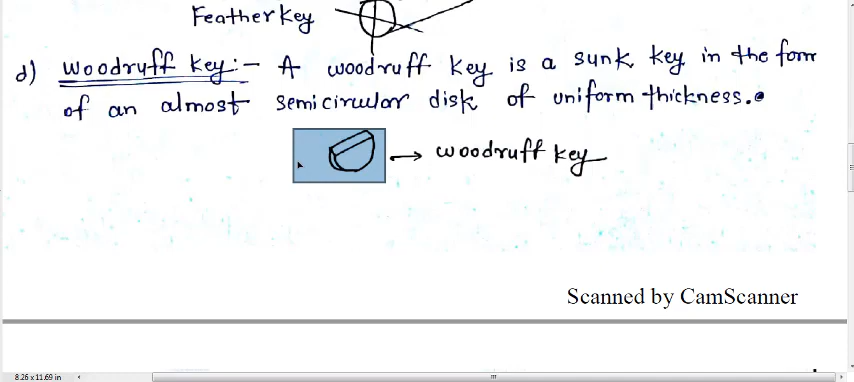 Feather key
d) Woodruff key:- A woodruff key is a sunk key in the form
of an almost semicirculor disk of uniform thickness.
→ woodruff key
Scanned by CamScanner
8.26 x 11.69 in